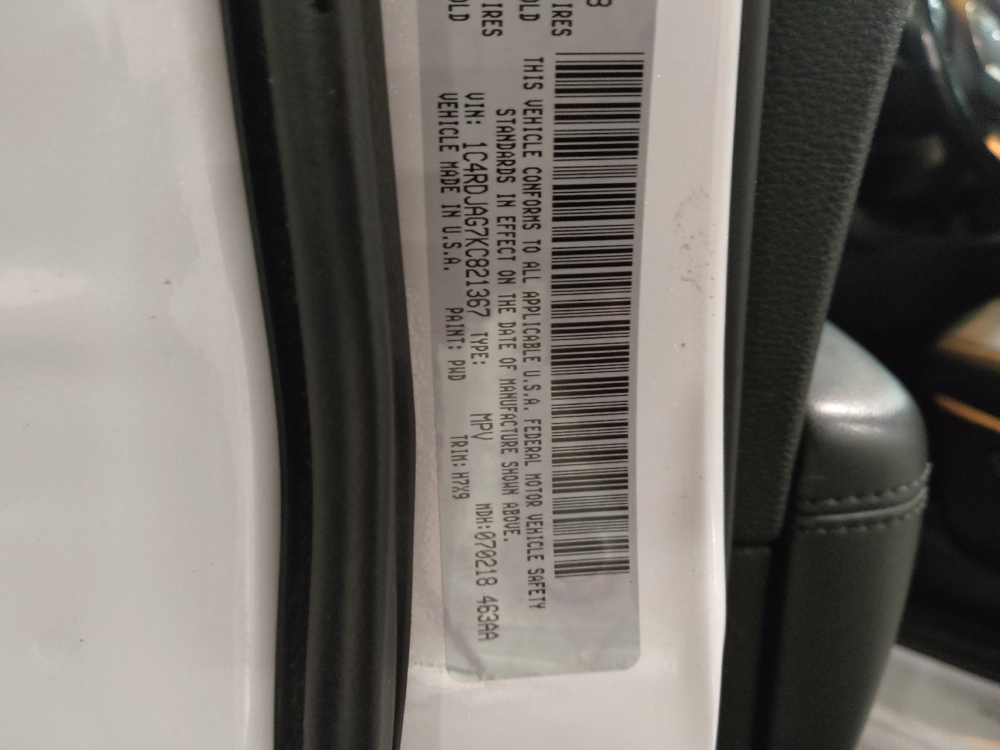 B
IRES OLD
IRES OLD
THIS VEHICLE CONFORMS TO ALL APPLICABLE U.S.A. FEDERAL MOTOR VEHICLE SAFETY
STANDARDS IN EFFECT ON THE DATE OF MANUFACTURE SHOWN ABOVE.
VIN: 1C4RDJAG7KC821367 TYPE: MPV MDH:070218 463AA
VEHICLE MADE IN U.S.A. PAINT: PWD TRIM: H7X9